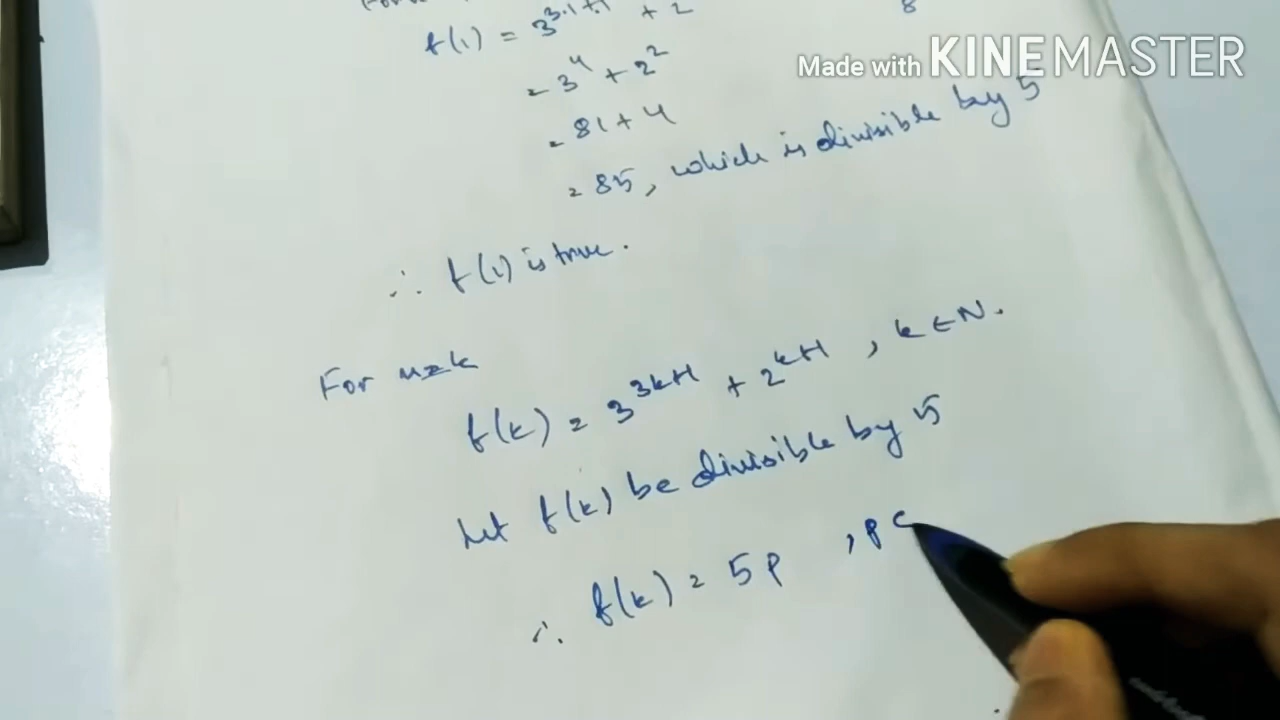 Made with KINEMASTER
f(1) = 3^{3.1+1} + 2
= 3^4 + 2^2
= 81 + 4
= 85, which is divisible by 5
∴ f(1) is true.
For n=k
f(k) = 3^{3k+1} + 2^{k+1}, k ∈ N.
Let f(k) be divisible by 5
∴ f(k) = 5p , p